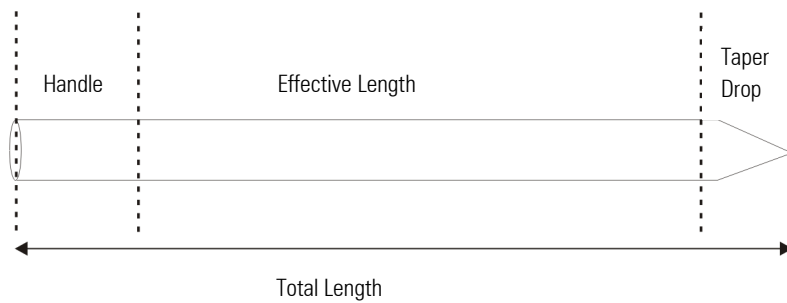 Handle
Effective Length
Taper
Drop
Total Length